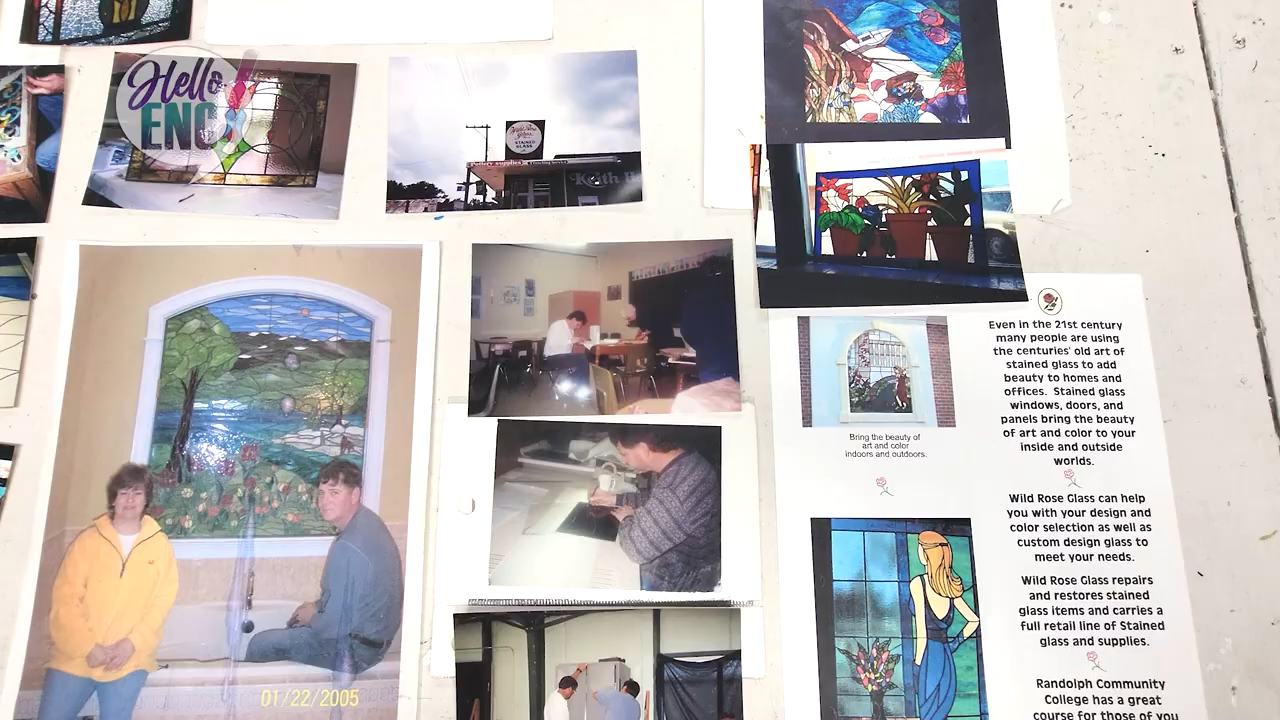 Hello
ENC
STAINED
GLASS
Pottery supplies
Keith
01/22/2005
Bring the beauty of
art and color
indoors and outdoors.
Even in the 21st century
many people are using
the centuries' old art of
stained glass to add
beauty to homes and
offices. Stained glass
windows, doors, and
panels bring the beauty
of art and color to your
inside and outside
worlds.
Wild Rose Glass can help
you with your design and
color selection as well as
custom design glass to
meet your needs.
Wild Rose Glass repairs
and restores stained
glass items and carries a
full retail line of Stained
glass and supplies.
Randolph Community
College has a great
course for those of you